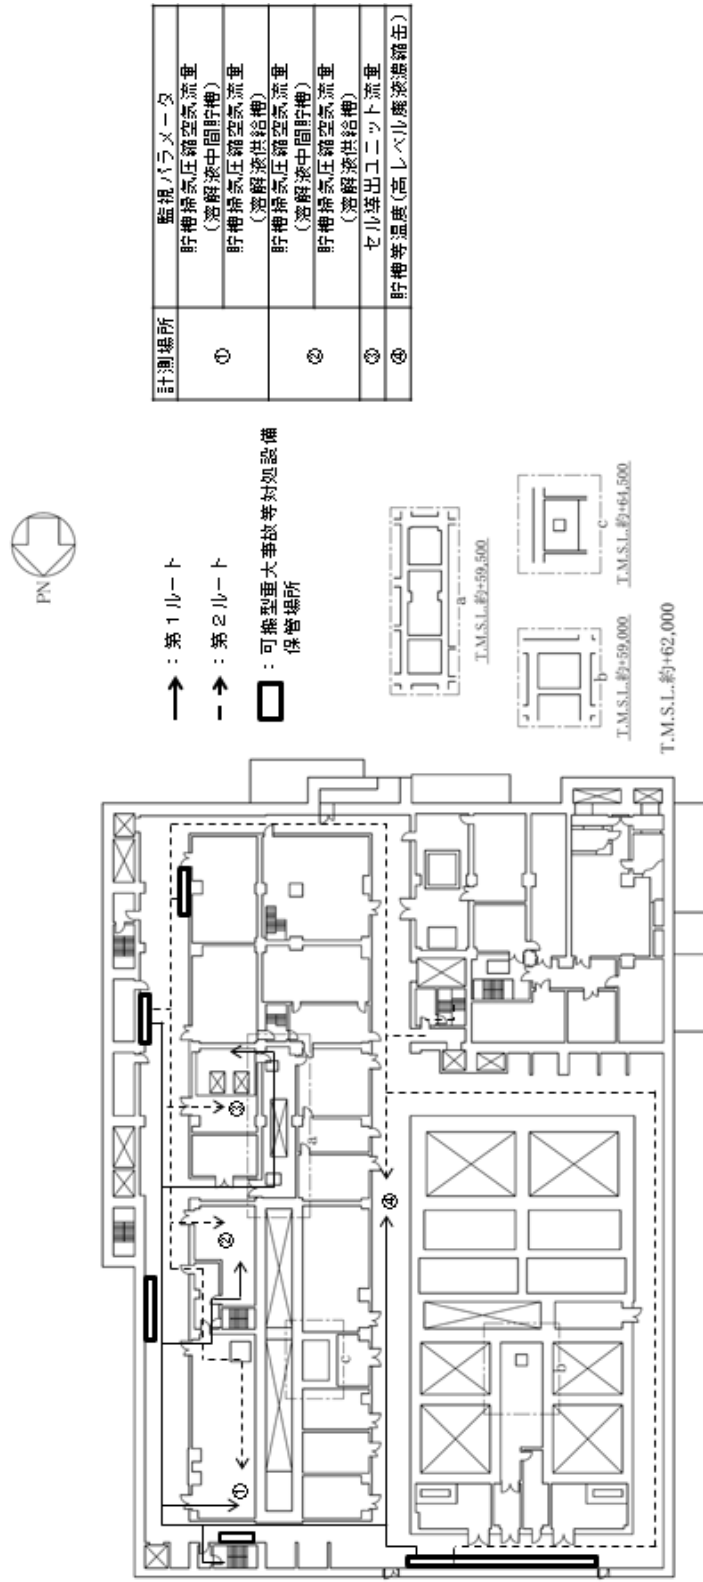 計測場所 監視パラメータ
① 貯槽掃気圧縮空気流量
(溶解液中間貯槽)
貯槽掃気圧縮空気流量
(溶解液供給槽)
② 貯槽掃気圧縮空気流量
(溶解液中間貯槽)
貯槽掃気圧縮空気流量
(溶解液供給槽)
③ セル導出ユニット流量
④ 貯槽等温度(高レベル廃液濃縮缶)
PN
:第1ルート
:第2ルート
:可搬型重大事故等対処設備
保管場所
a
T.M.S.L.約+59,500
b
T.M.S.L.約+59,000
c
T.M.S.L.約+64,500
T.M.S.L.約+62,000
①
②
③
④
a
b
c